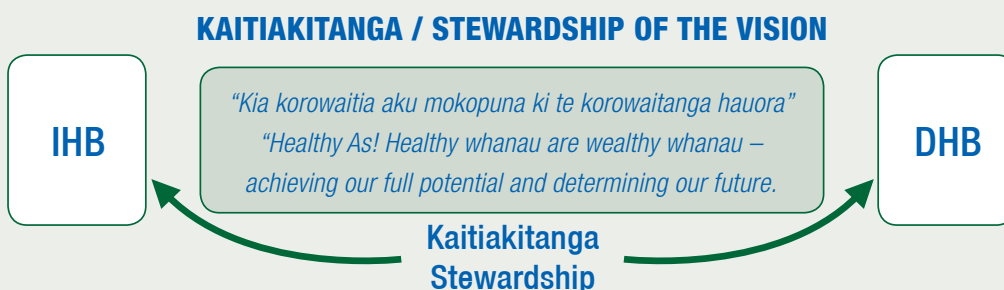 KAITIAKITANGA / STEWARDSHIP OF THE VISION
IHB
“Kia korowaitia aku mokopuna ki te korowaitanga hauora”
“Healthy As! Healthy whanau are wealthy whanau –
achieving our full potential and determining our future.
DHB
Kaitiakitanga
Stewardship